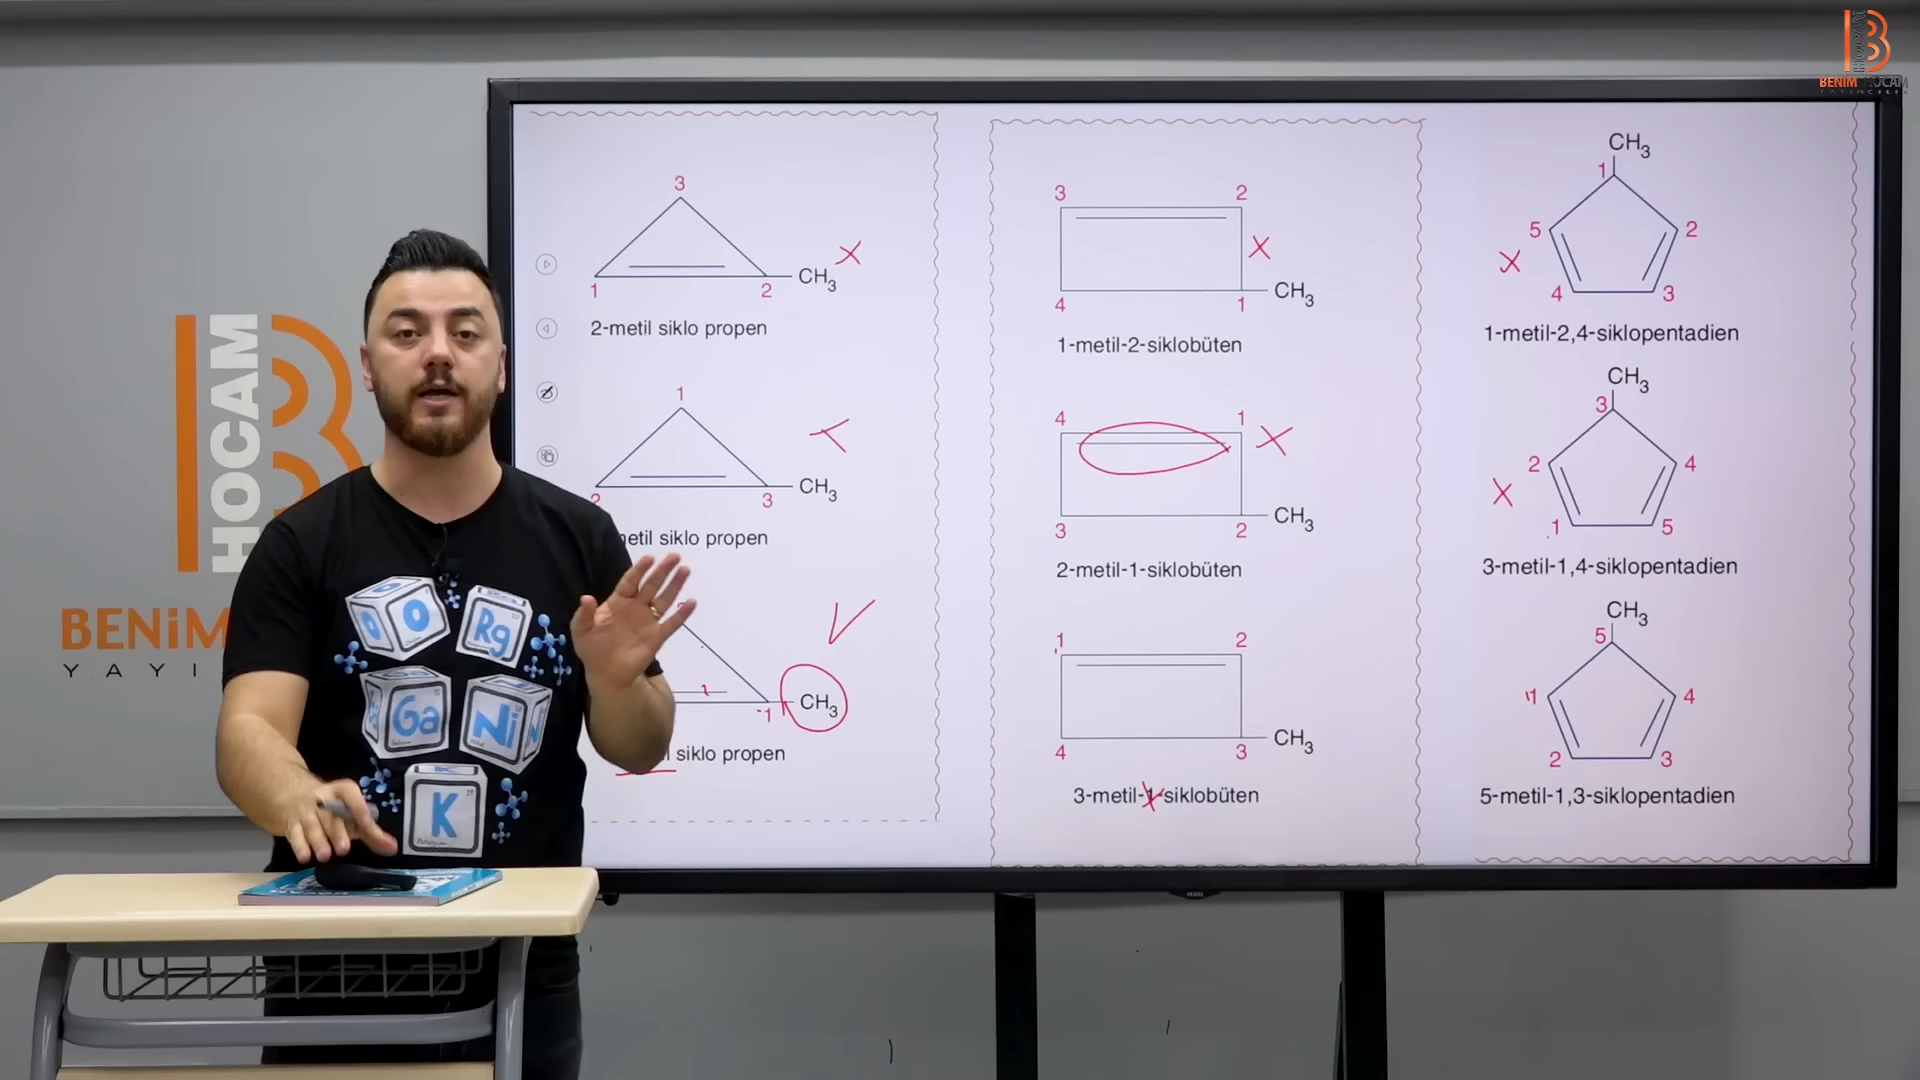 BENİM HOCAM
YAYINCILIK
HOCAM
BENİM
YAYI
3
1
2
CH3
2-metil siklo propen
1
2
3
CH3
metil siklo propen
1
CH3
siklo propen
3
2
4
1
CH3
1-metil-2-siklobüten
4
1
3
2
CH3
2-metil-1-siklobüten
1
2
4
3
CH3
3-metil-1-siklobüten
CH3
1
5
2
4
3
1-metil-2,4-siklopentadien
CH3
3
2
4
1
5
3-metil-1,4-siklopentadien
CH3
5
1
4
2
3
5-metil-1,3-siklopentadien
O
O
Rg
Ga
Ni
K